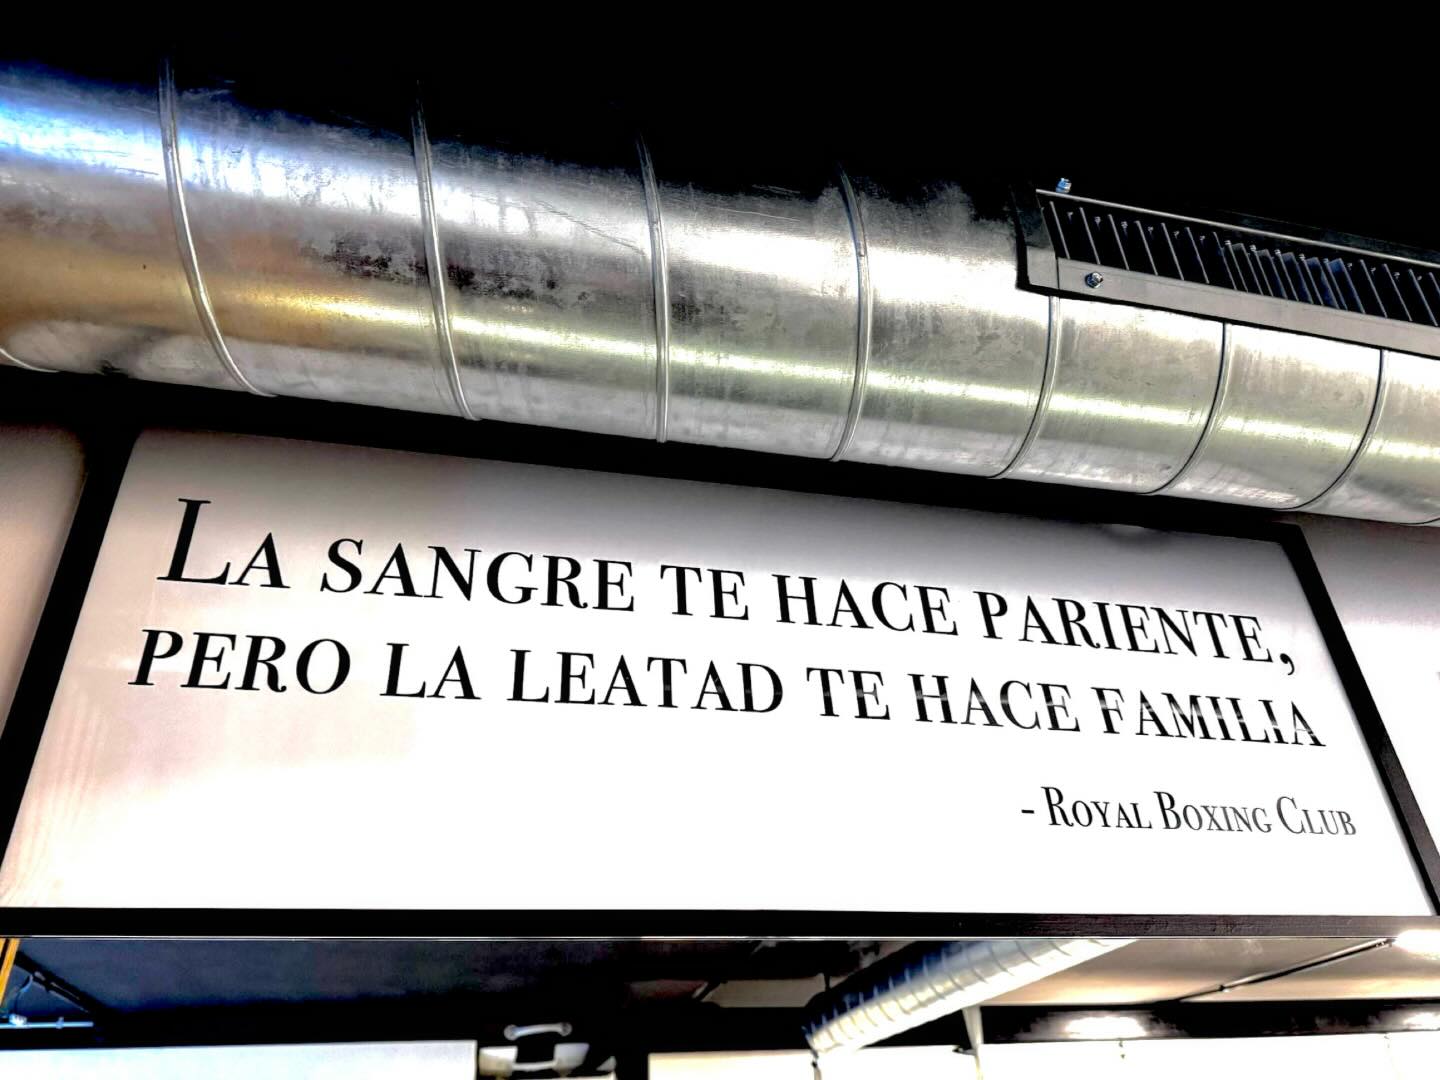 La sangre te hace pariente,
pero la leatad te hace familia
- Royal Boxing Club